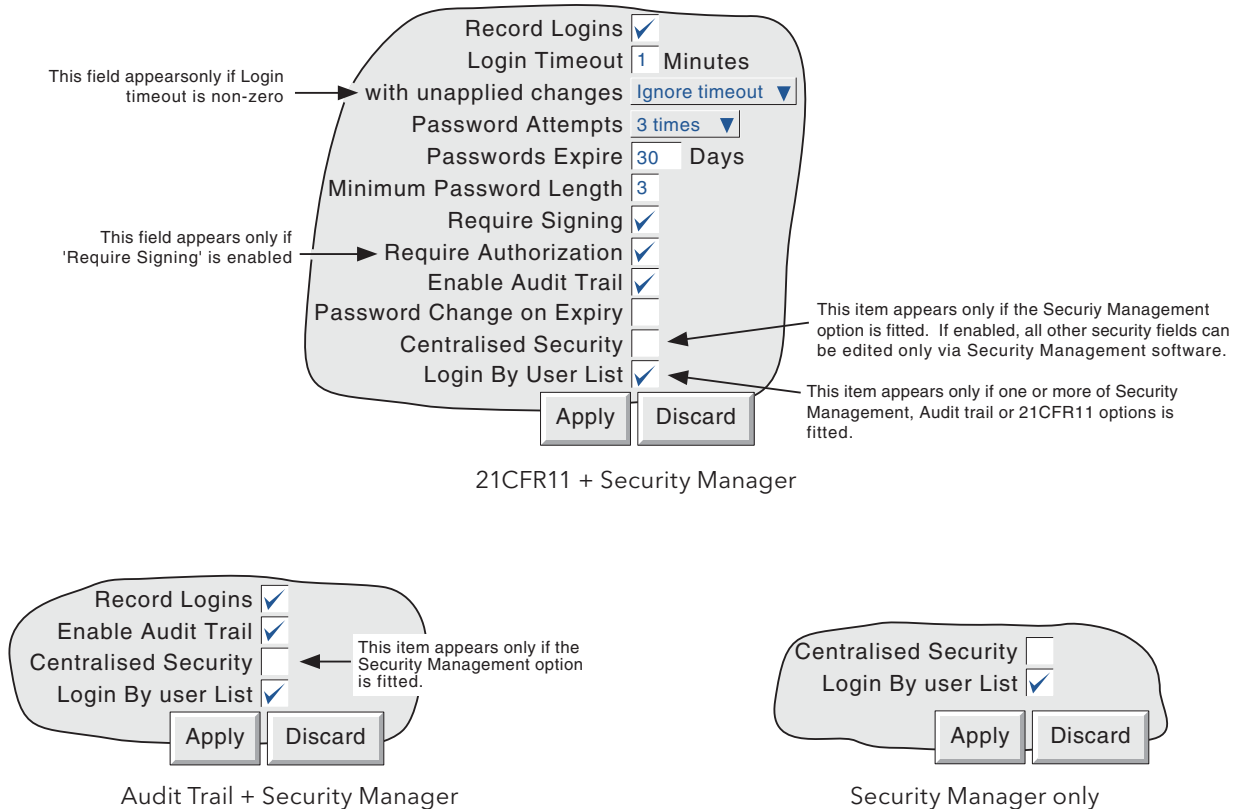 Record Logins
Login Timeout 1 Minutes
This field appearsonly if Login
timeout is non-zero
with unapplied changes Ignore timeout
Password Attempts 3 times
Passwords Expire 30 Days
Minimum Password Length 3
Require Signing
This field appears only if
'Require Signing' is enabled
Require Authorization
Enable Audit Trail
Password Change on Expiry
Centralised Security
Login By User List
This item appears only if the Securiy Management
option is fitted. If enabled, all other security fields can
be edited only via Security Management software.
This item appears only if one or more of Security
Management, Audit trail or 21CFR11 options is
fitted.
Apply Discard
21CFR11 + Security Manager
Record Logins
Enable Audit Trail
Centralised Security
Login By user List
This item appears only if the
Security Management option
is fitted.
Apply Discard
Audit Trail + Security Manager
Centralised Security
Login By user List
Apply Discard
Security Manager only